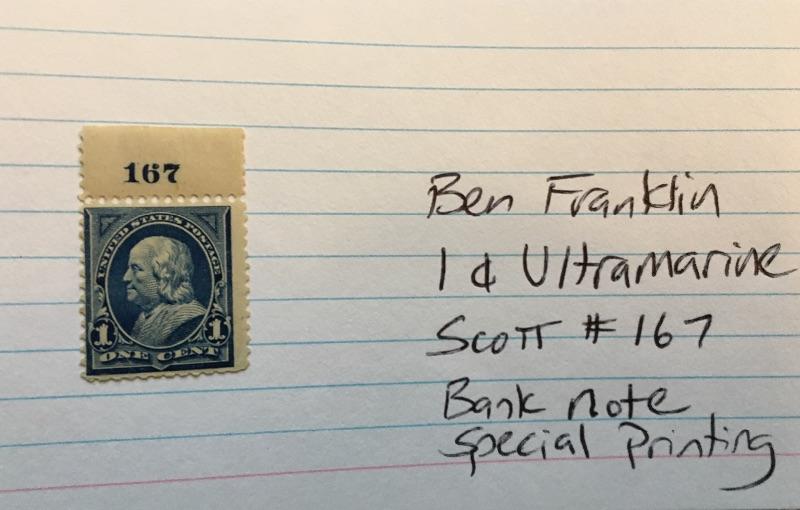 167
UNITED STATES POSTAGE
1 1
ONE CENT
Ben Franklin
1¢ Ultramarine
Scott # 167
Bank note
Special Printing